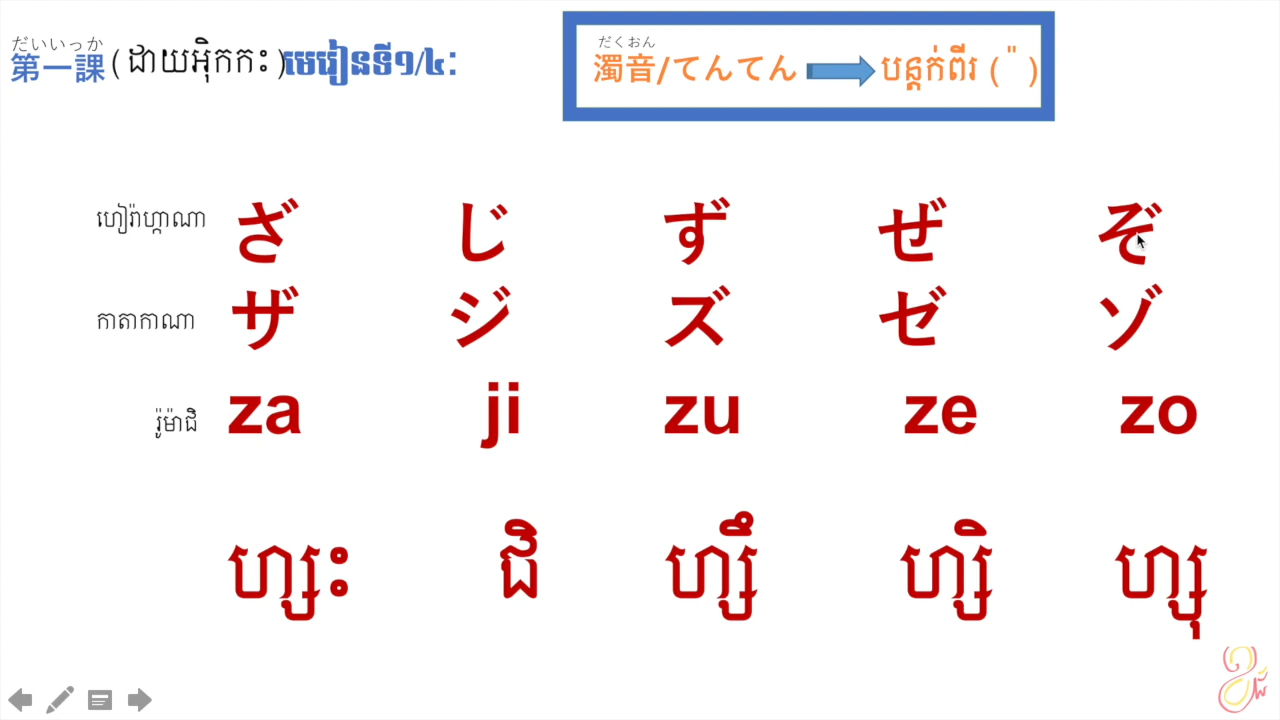 だいいっか
第一課(ដាយអ៊ិកកះ)មេរៀនទី១/៤:
だくおん
濁音/てんてん បន្តក់ពីរ ( ៉ )
ហៀរ៉ាហ្កាណា ざ じ ず ぜ ぞ
កាតាកាណា ザ ジ ズ ゼ ゾ
រ៉ូម៉ាជិ za ji zu ze zo
ហ្សះ ជិ ហ្សឹ ហ្សិ ហ្សុ